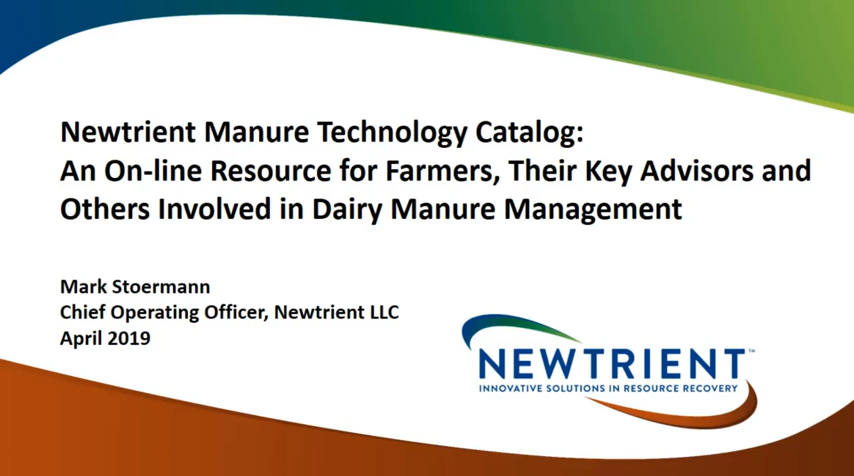 Newtrient Manure Technology Catalog:
An On-line Resource for Farmers, Their Key Advisors and
Others Involved in Dairy Manure Management
Mark Stoermann
Chief Operating Officer, Newtrient LLC
April 2019
NEWTRIENT™
INNOVATIVE SOLUTIONS IN RESOURCE RECOVERY